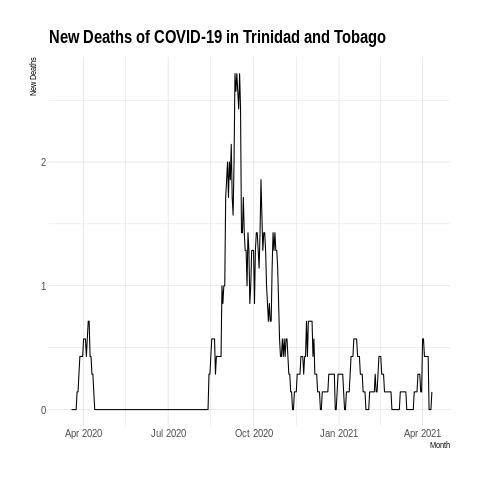 New Deaths of COVID-19 in Trinidad and Tobago
New Deaths
2
1
0
Apr 2020 Jul 2020 Oct 2020 Jan 2021 Apr 2021
Month